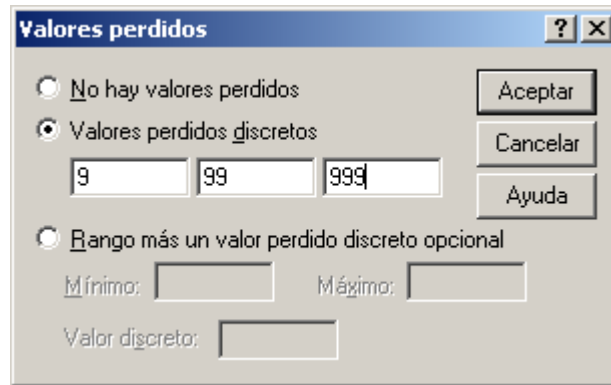 Valores perdidos
No hay valores perdidos
Aceptar
Valores perdidos discretos
Cancelar
9 99 999
Ayuda
Rango más un valor perdido discreto opcional
Mínimo: Máximo:
Valor discreto: